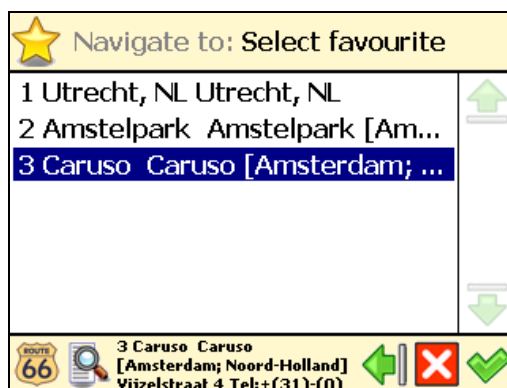 Navigate to: Select favourite
1 Utrecht, NL Utrecht, NL
2 Amstelpark Amstelpark [Am...
3 Caruso Caruso [Amsterdam; ...
ROUTE
66
3 Caruso Caruso
[Amsterdam; Noord-Holland]
Vijzelstraat 4 Tel:+(31)-(0)